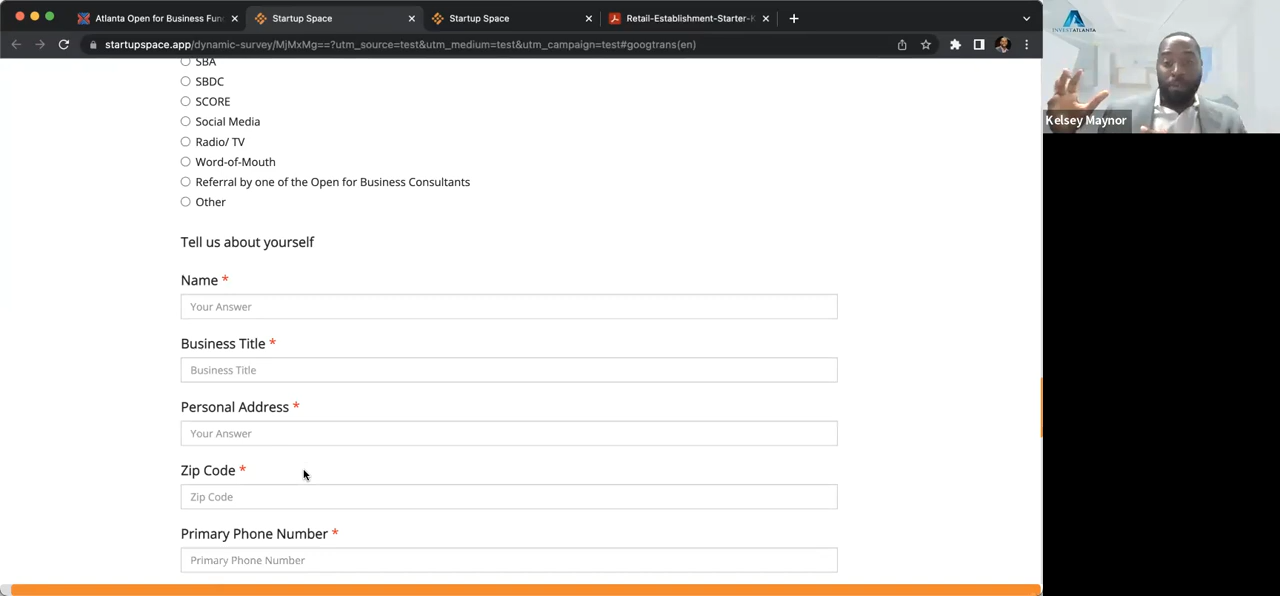 Atlanta Open for Business Fun
Startup Space
Startup Space
Retail-Establishment-Starter-K
startupspace.app/dynamic-survey/MjMxMg==?utm_source=test&utm_medium=test&utm_campaign=test#googtrans(en)
INVEST ATLANTA
Kelsey Maynor
SBA
SBDC
SCORE
Social Media
Radio/ TV
Word-of-Mouth
Referral by one of the Open for Business Consultants
Other
Tell us about yourself
Name *
Your Answer
Business Title *
Business Title
Personal Address *
Your Answer
Zip Code *
Zip Code
Primary Phone Number *
Primary Phone Number